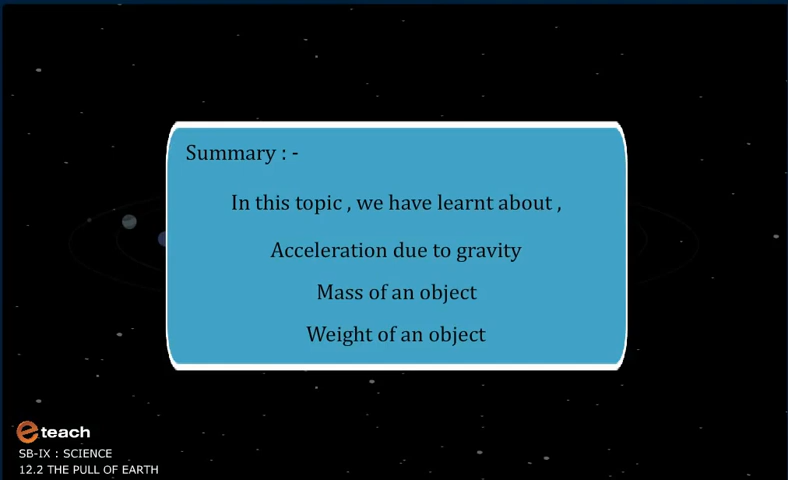 Summary : -
In this topic , we have learnt about ,
Acceleration due to gravity
Mass of an object
Weight of an object
eteach
SB-IX : SCIENCE
12.2 THE PULL OF EARTH